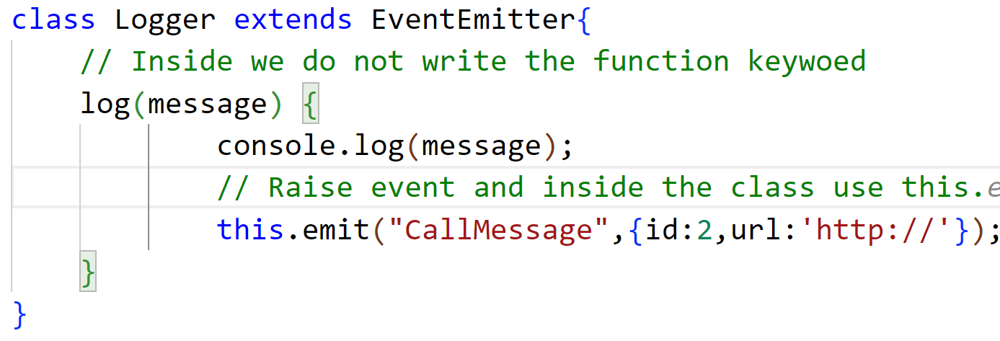 class Logger extends EventEmitter{
// Inside we do not write the function keywoed
log(message) {
console.log(message);
// Raise event and inside the class use this.
this.emit("CallMessage",{id:2,url:'http://'});
}
}